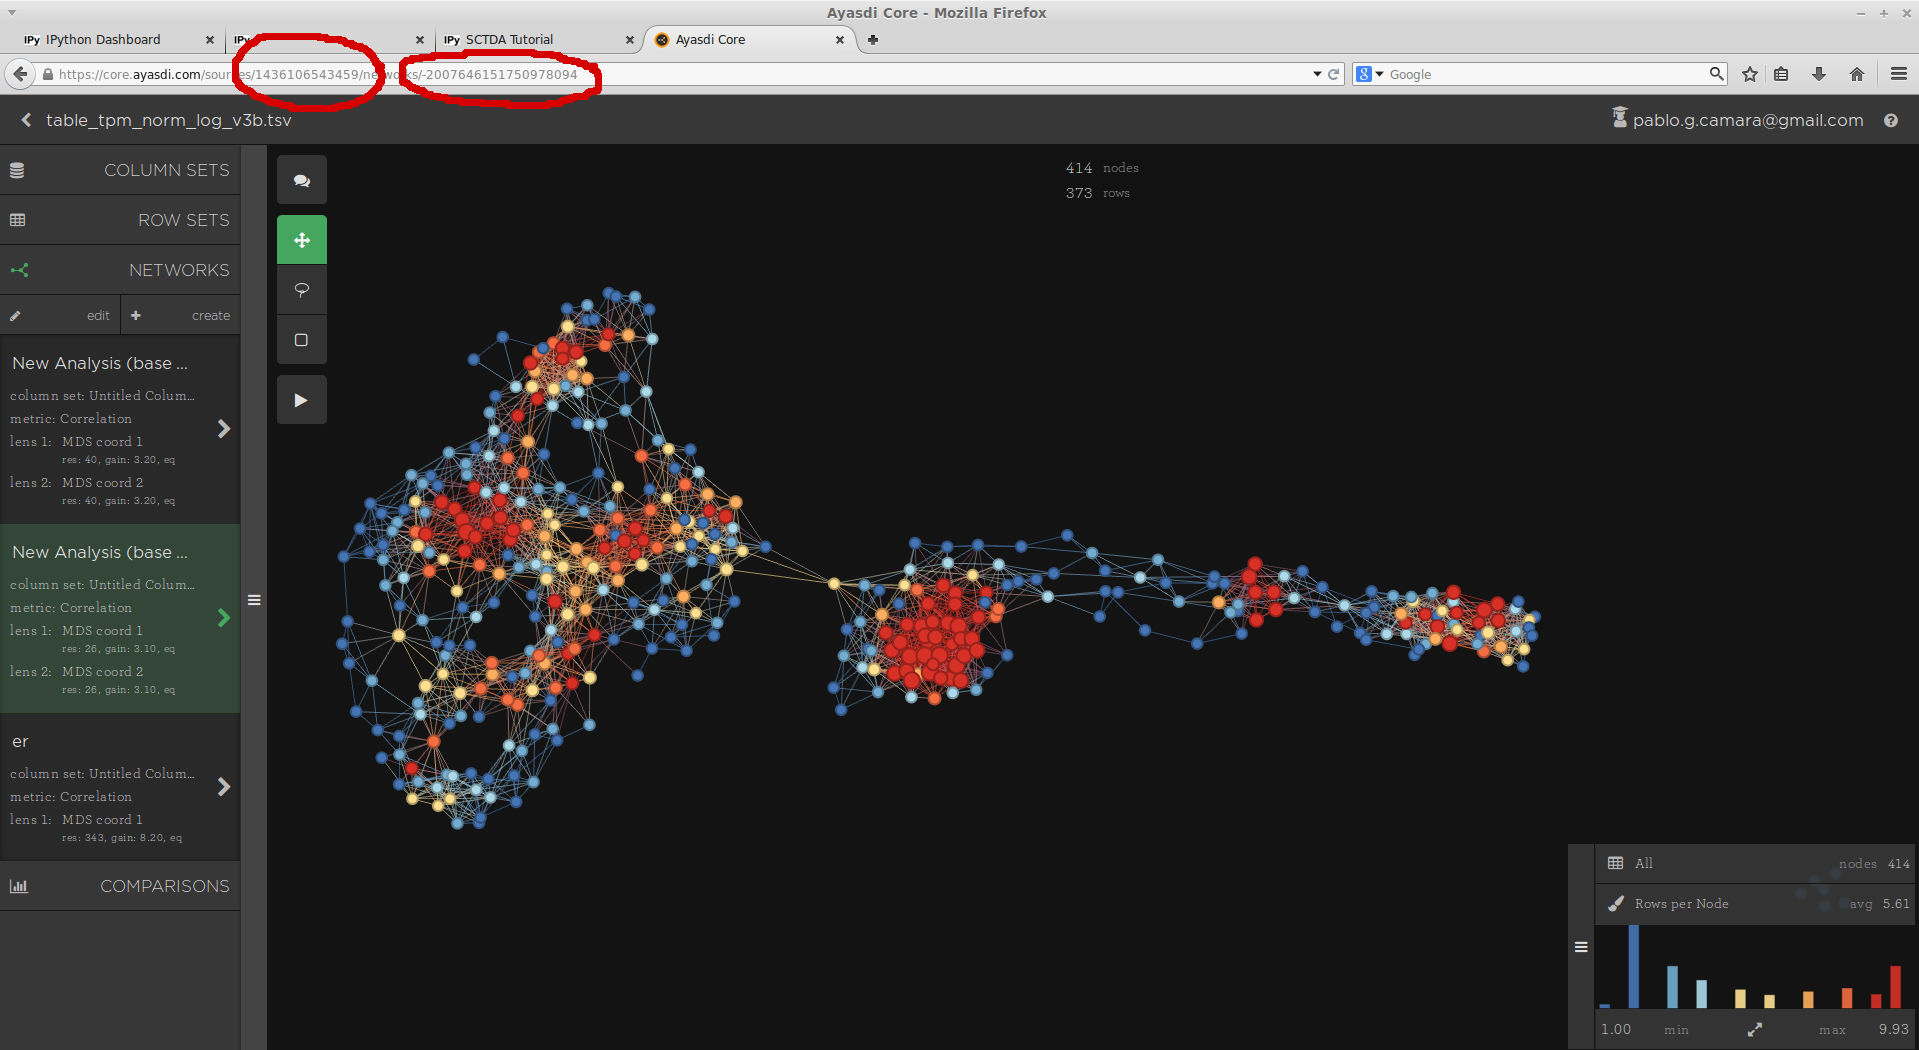 Ayasdi Core - Mozilla Firefox
IPy IPython Dashboard
IPy
IPy SCTDA Tutorial
Ayasdi Core
https://core.ayasdi.com/sources/1436106543459/networks/-2007646151750978094
Google
table_tpm_norm_log_v3b.tsv
pablo.g.camara@gmail.com
COLUMN SETS
ROW SETS
NETWORKS
edit
create
New Analysis (base ...
column set: Untitled Colum...
metric: Correlation
lens 1: MDS coord 1
res: 40, gain: 3.20, eq
lens 2: MDS coord 2
res: 40, gain: 3.20, eq
New Analysis (base ...
column set: Untitled Colum...
metric: Correlation
lens 1: MDS coord 1
res: 26, gain: 3.10, eq
lens 2: MDS coord 2
res: 26, gain: 3.10, eq
er
column set: Untitled Colum...
metric: Correlation
lens 1: MDS coord 1
res: 343, gain: 8.20, eq
COMPARISONS
414 nodes
373 rows
All nodes 414
Rows per Node avg 5.61
1.00 min max 9.93